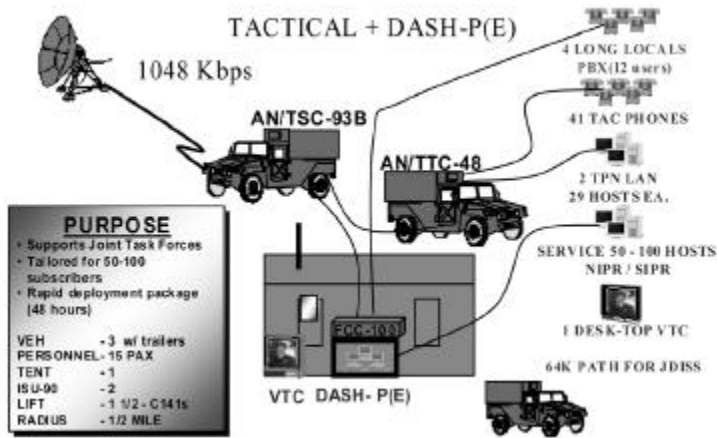 TACTICAL + DASH-P(E)
1048 Kbps
AN/TSC-93B
AN/TTC-48
4 LONG LOCALS
PBX(12 users)
41 TAC PHONES
2 TPN LAN
29 HOSTS EA.
SERVICE 50 - 100 HOSTS
NIPR / SIPR
1 DESK-TOP VTC
64K PATH FOR JDISS
PURPOSE
• Supports Joint Task Forces
• Tailored for 50-100
subscribers
• Rapid deployment package
(48 hours)
VEH - 3 w/ trailers
PERSONNEL - 15 PAX
TENT - 1
ISU-90 - 2
LIFT - 1 1/2 - C141s
RADIUS - 1/2 MILE
FCC-100
VTC DASH- P(E)